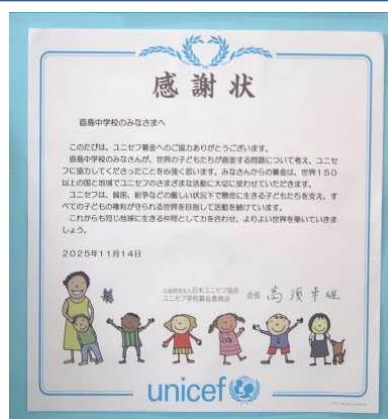 感謝状
直島中学校のみなさまへ
このたびは、ユニセフ募金へのご協力ありがとうございます。
直島中学校のみなさんが、世界の子どもたちが直面する問題について考え、ユニセ
フに協力してくださったことを心強く思います。みなさんからの募金は、世界150
以上の国と地域でユニセフのさまざまな活動に大切に使わせていただきます。
ユニセフは、貧困、紛争などの厳しい状況下で懸命に生きる子どもたちを支え、す
べての子どもの権利が守られる世界を目指して活動を続けています。
これからも同じ地球に生きる仲間として力を合わせ、よりよい世界を築いていきま
しょう。
2025年11月14日
公益財団法人日本ユニセフ協会
ユニセフ学校募金委員会
会長 高須幸雄
unicef